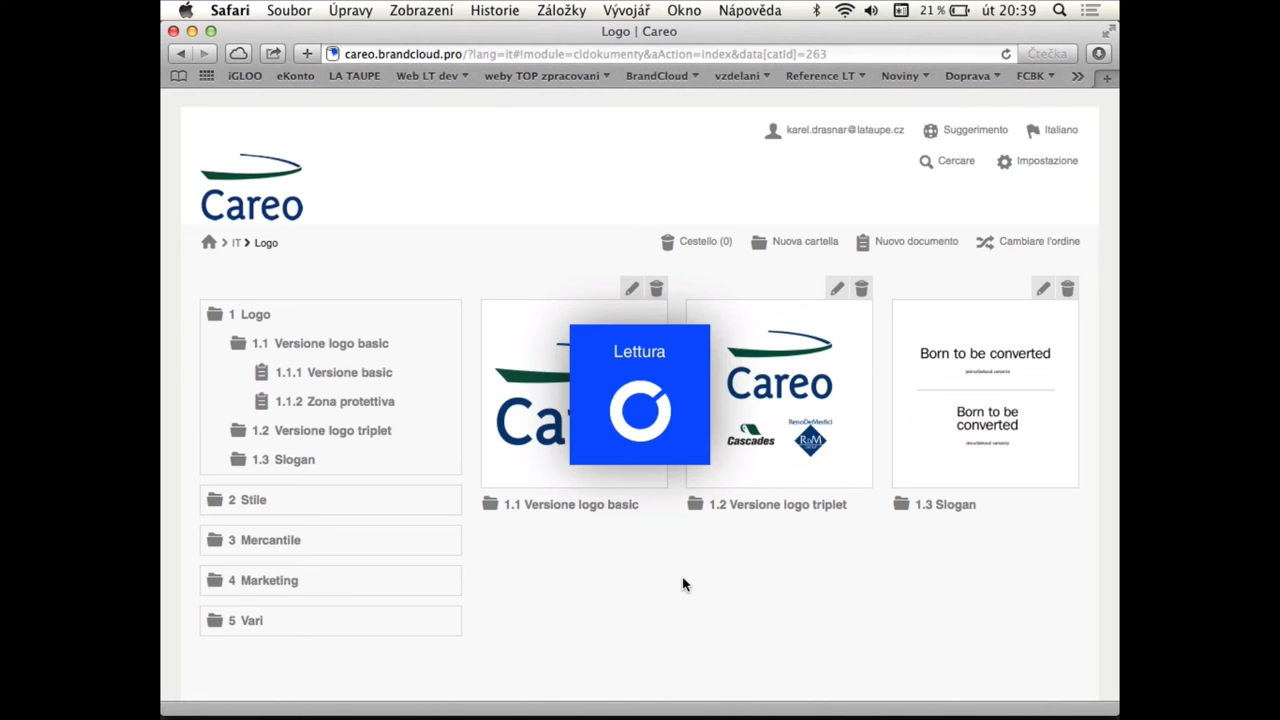 Safari Soubor Úpravy Zobrazení Historie Záložky Vývojář Okno Nápověda 21 % út 20:39
Logo | Careo
careo.brandcloud.pro/?lang=it#!module=cldokumenty&aAction=index&data[catId]=263 Čtečka
iGLOO eKonto LA TAUPE Web LT dev weby TOP zpracovani BrandCloud vzdelani Reference LT Noviny Doprava FCBK
karel.drasnar@lataupe.cz Suggerimento Italiano
Cercare Impostazione
Careo
IT Logo
Cestello (0) Nuova cartella Nuovo documento Cambiare l'ordine
1 Logo
1.1 Versione logo basic
1.1.1 Versione basic
1.1.2 Zona protettiva
1.2 Versione logo triplet
1.3 Slogan
2 Stile
3 Mercantile
4 Marketing
5 Vari
Ca
Lettura
Careo
Cascades
RenoDeMedici
RDM
Born to be converted
Born to be
converted
1.1 Versione logo basic
1.2 Versione logo triplet
1.3 Slogan